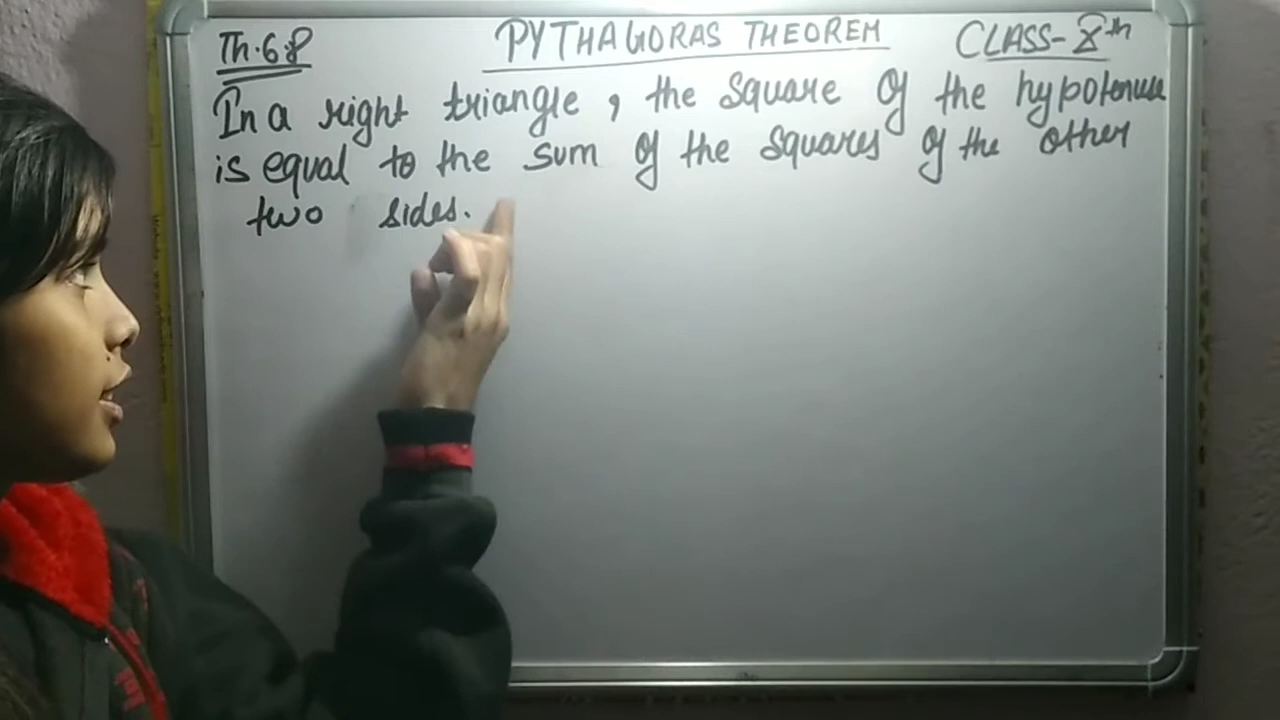 Th. 6.8 PYTHAGORAS THEOREM CLASS-8th
In a right triangle, the square of the hypotenuse
is equal to the sum of the squares of the other
two sides.